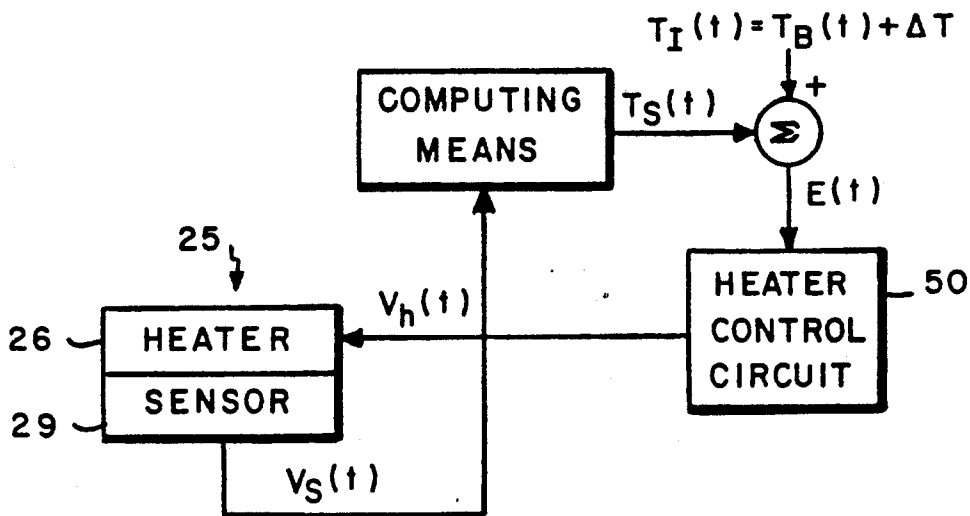 T_I(t)=T_B(t)+ΔT
COMPUTING
MEANS
T_S(t)
+
Σ
E(t)
25
HEATER
CONTROL
CIRCUIT
50
V_h(t)
26
HEATER
29
SENSOR
V_S(t)